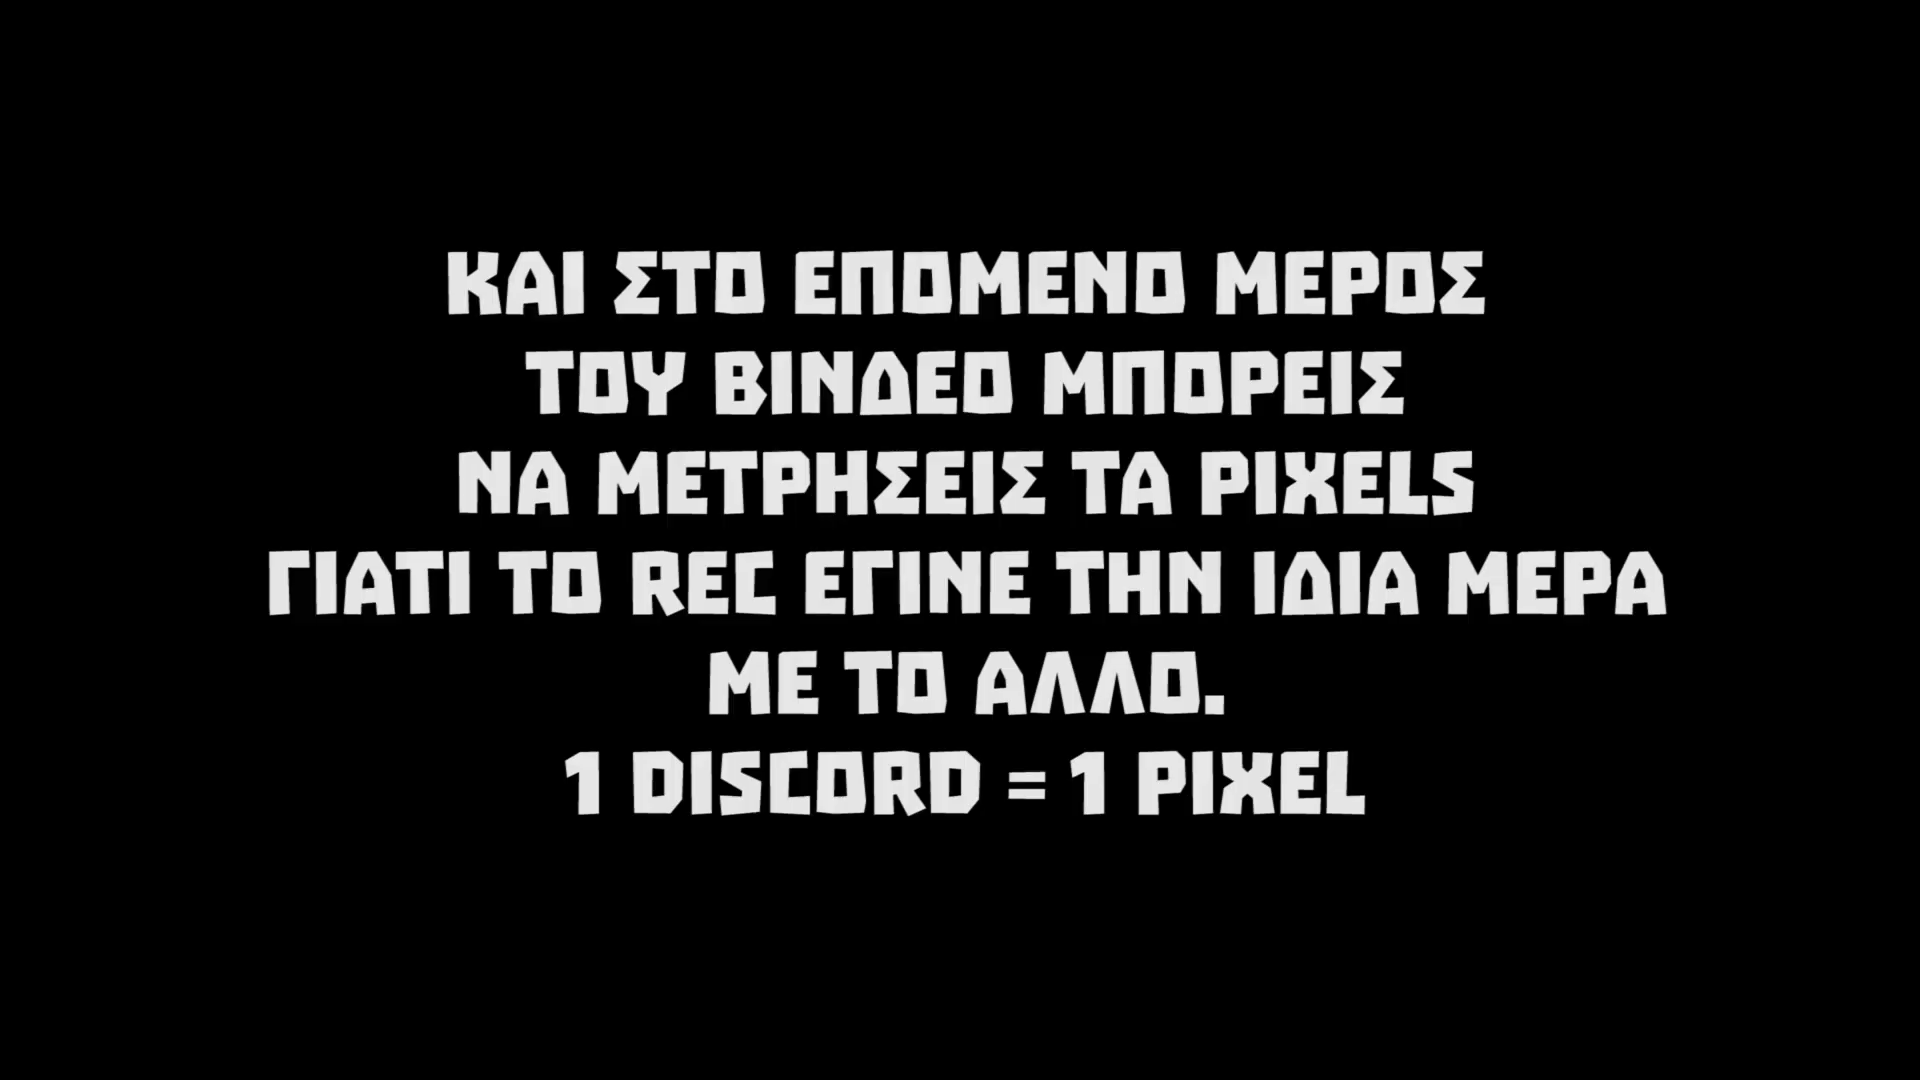 ΚΑΙ ΣΤΟ ΕΠΟΜΕΝΟ ΜΕΡΟΣ
ΤΟΥ ΒΙΝΔΕΟ ΜΠΟΡΕΙΣ
ΝΑ ΜΕΤΡΗΣΕΙΣ ΤΑ PIXELS
ΓΙΑΤΙ ΤΟ REC ΕΓΙΝΕ ΤΗΝ ΙΔΙΑ ΜΕΡΑ
ΜΕ ΤΟ ΑΛΛΟ.
1 DISCORD = 1 PIXEL